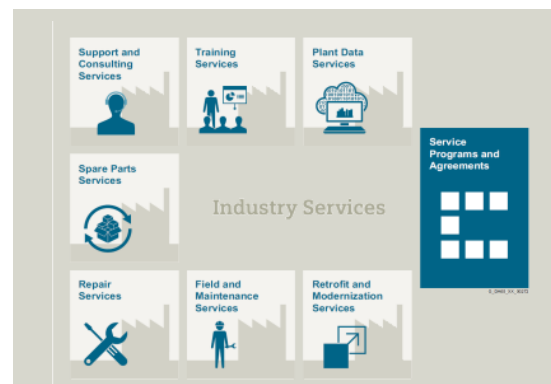 Support and
Consulting
Services
Training
Services
Plant Data
Services
Service
Programs and
Agreements
Spare Parts
Services
Industry Services
Repair
Services
Field and
Maintenance
Services
Retrofit and
Modernization
Services